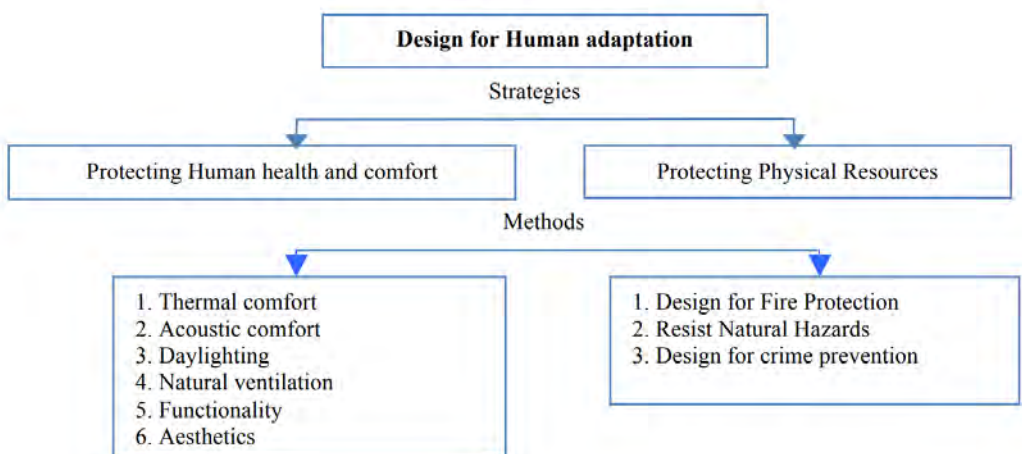 Design for Human adaptation
Strategies
Protecting Human health and comfort
Protecting Physical Resources
Methods
1. Thermal comfort
2. Acoustic comfort
3. Daylighting
4. Natural ventilation
5. Functionality
6. Aesthetics
1. Design for Fire Protection
2. Resist Natural Hazards
3. Design for crime prevention